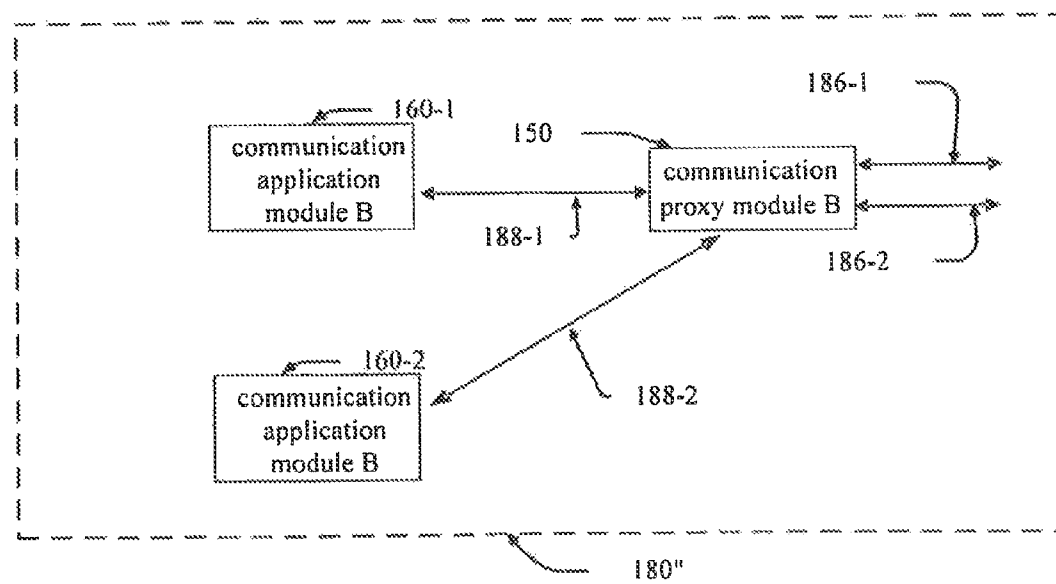 186-1
160-1
150
communication
application
module B
communication
proxy module B
188-1
186-2
160-2
188-2
communication
application
module B
180"